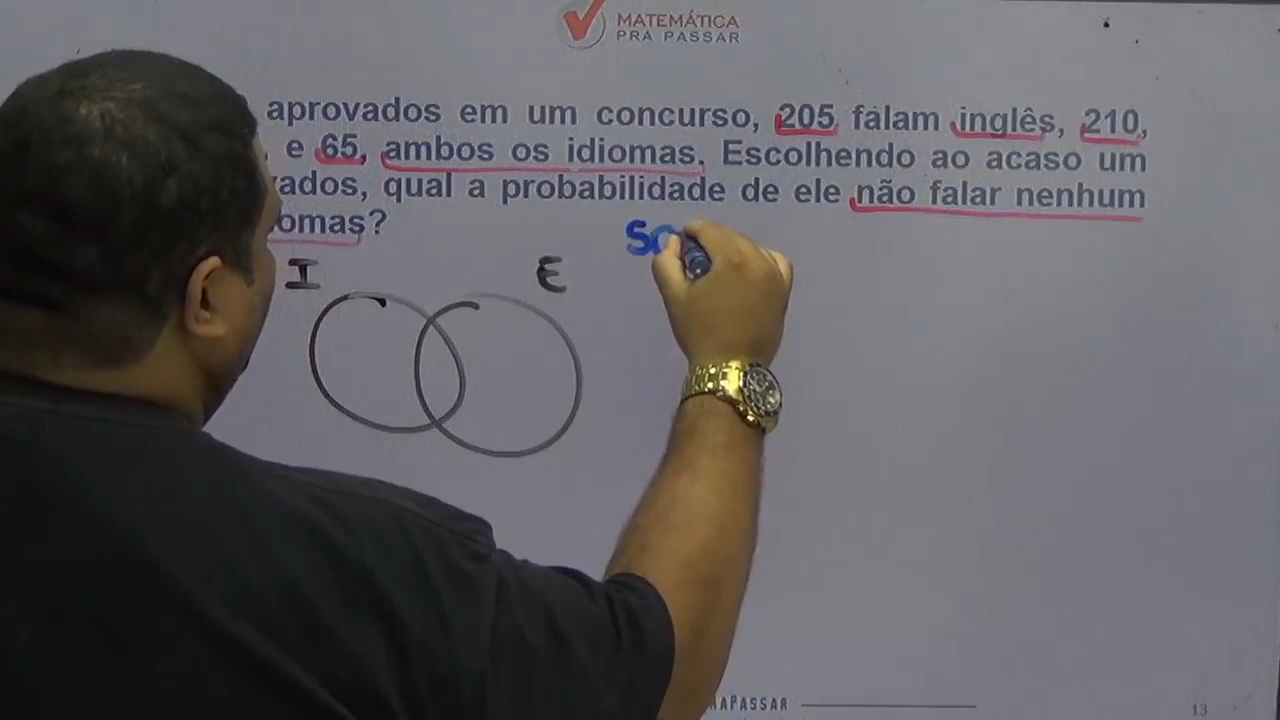 MATEMÁTICA
PRA PASSAR
aprovados em um concurso, 205 falam inglês, 210,
, e 65, ambos os idiomas. Escolhendo ao acaso um
vados, qual a probabilidade de ele não falar nenhum
omas?
I E
APASSAR
13